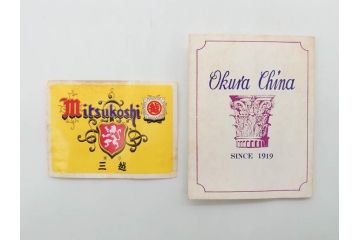 Mitsukoshi
三越
Okura China
SINCE 1919